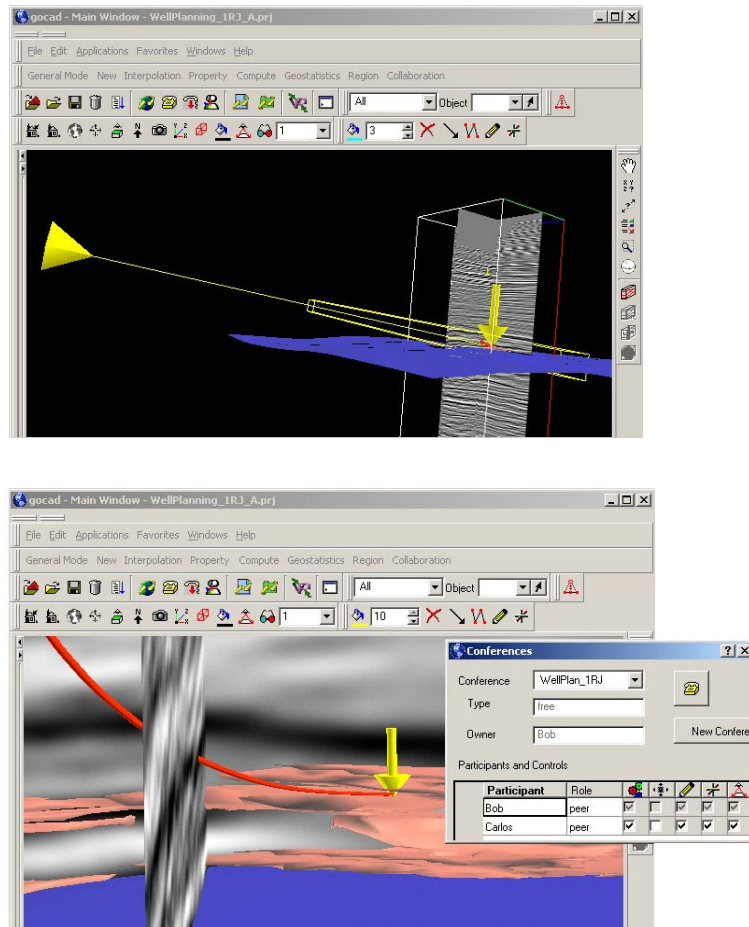 gocad - Main Window - WellPlanning_1RJ_A.prj
File Edit Applications Favorites Windows Help
General Mode New Interpolation Property Compute Geostatistics Region Collaboration
All Object
1 3
gocad - Main Window - WellPlanning_1RJ_A.prj
File Edit Applications Favorites Windows Help
General Mode New Interpolation Property Compute Geostatistics Region Collaboration
All Object
1 10
Conferences
Conference WellPlan_1RJ
Type free
Owner Bob
New Confere
Participants and Controls
Participant Role
Bob peer
Carlos peer